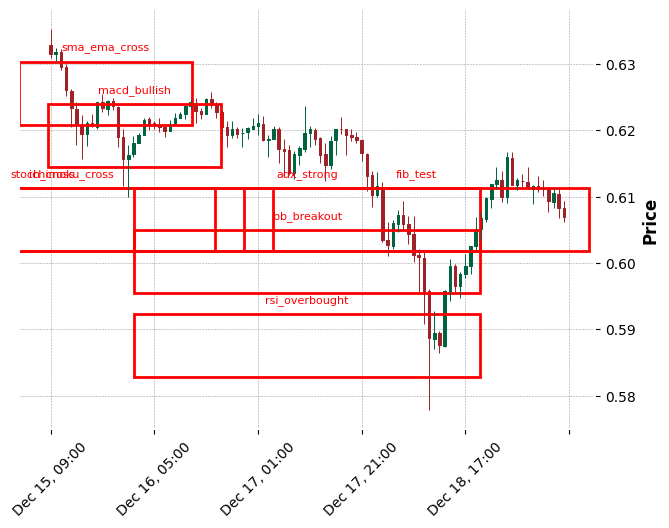 sma_ema_cross
0.63
macd_bullish
0.62
stoch_cross
ichimoku_cross
adx_strong
fib_test
0.61
bb_breakout
0.60
rsi_overbought
0.59
0.58
Price
Dec 15, 09:00
Dec 16, 05:00
Dec 17, 01:00
Dec 17, 21:00
Dec 18, 17:00